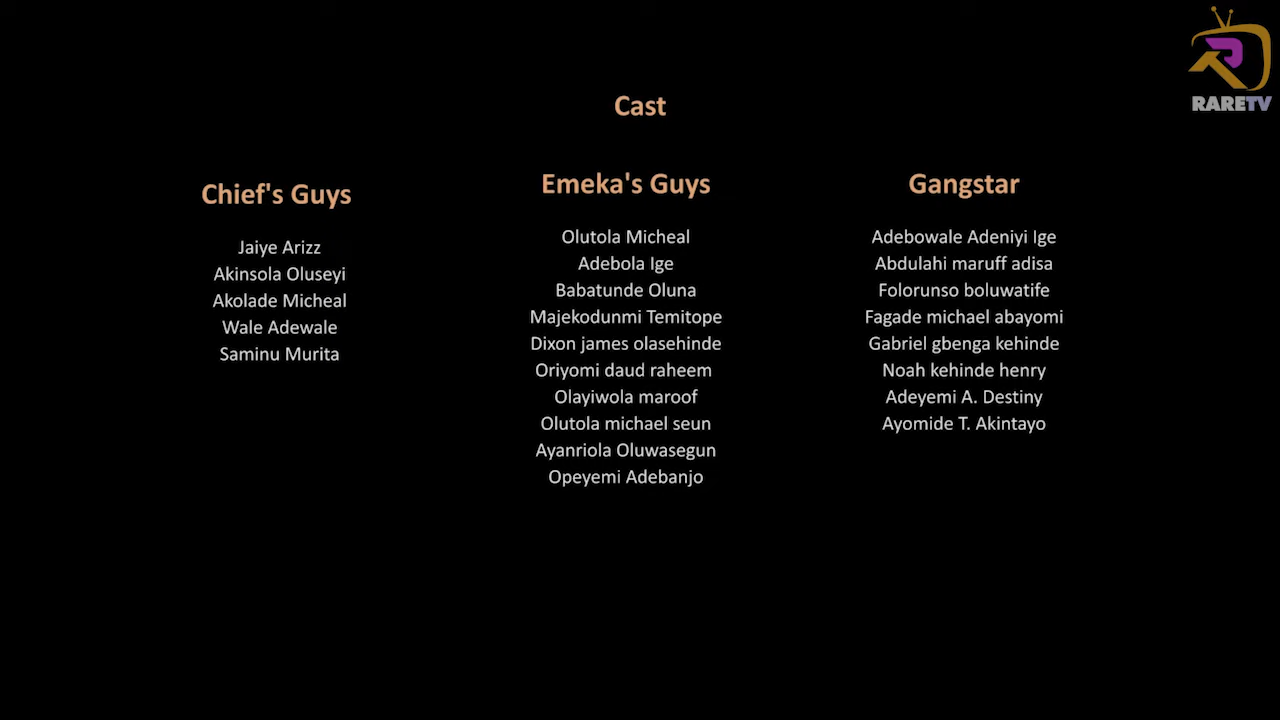 RARETV
Cast
Chief's Guys
Jaiye Arizz
Akinsola Oluseyi
Akolade Micheal
Wale Adewale
Saminu Murita
Emeka's Guys
Olutola Micheal
Adebola Ige
Babatunde Oluna
Majekodunmi Temitope
Dixon james olasehinde
Oriyomi daud raheem
Olayiwola maroof
Olutola michael seun
Ayanriola Oluwasegun
Opeyemi Adebanjo
Gangstar
Adebowale Adeniyi Ige
Abdulahi maruff adisa
Folorunso boluwatife
Fagade michael abayomi
Gabriel gbenga kehinde
Noah kehinde henry
Adeyemi A. Destiny
Ayomide T. Akintayo